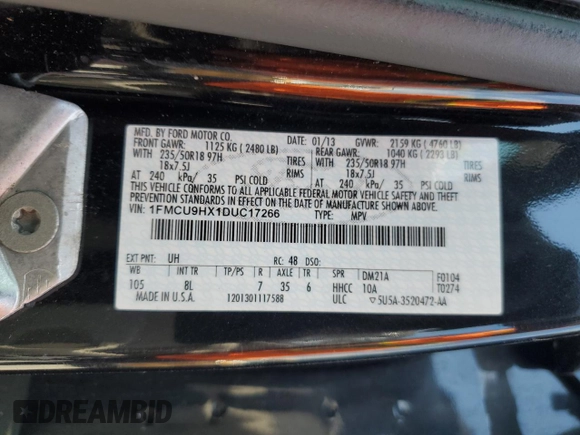 MFD. BY FORD MOTOR CO.
DATE: 01/13 GVWR: 2159 KG ( 4760 LB)
FRONT GAWR: 1125 KG ( 2480 LB) REAR GAWR: 1040 KG ( 2293 LB)
WITH 235/50R18 97H TIRES WITH 235/50R18 97H TIRES
18x7.5J RIMS 18x7.5J RIMS
AT 240 kPa/ 35 PSI COLD AT 240 kPa/ 35 PSI COLD
THIS VEHICLE CONFORMS TO ALL APPLICABLE FEDERAL MOTOR VEHICLE SAFETY AND THEFT
PREVENTION STANDARDS IN EFFECT ON THE DATE OF MANUFACTURE SHOWN ABOVE.
VIN: 1FMCU9HX1DUC17266 TYPE: MPV
EXT PNT: UH RC: 48 DSO:
WB INT TR TP/PS R AXLE TR SPR DM21A F0104
105 8L 7 35 6 HHCC 10A T0274
MADE IN U.S.A. 1201301117588 ULC 5U5A-3520472-AA
DREAMBID